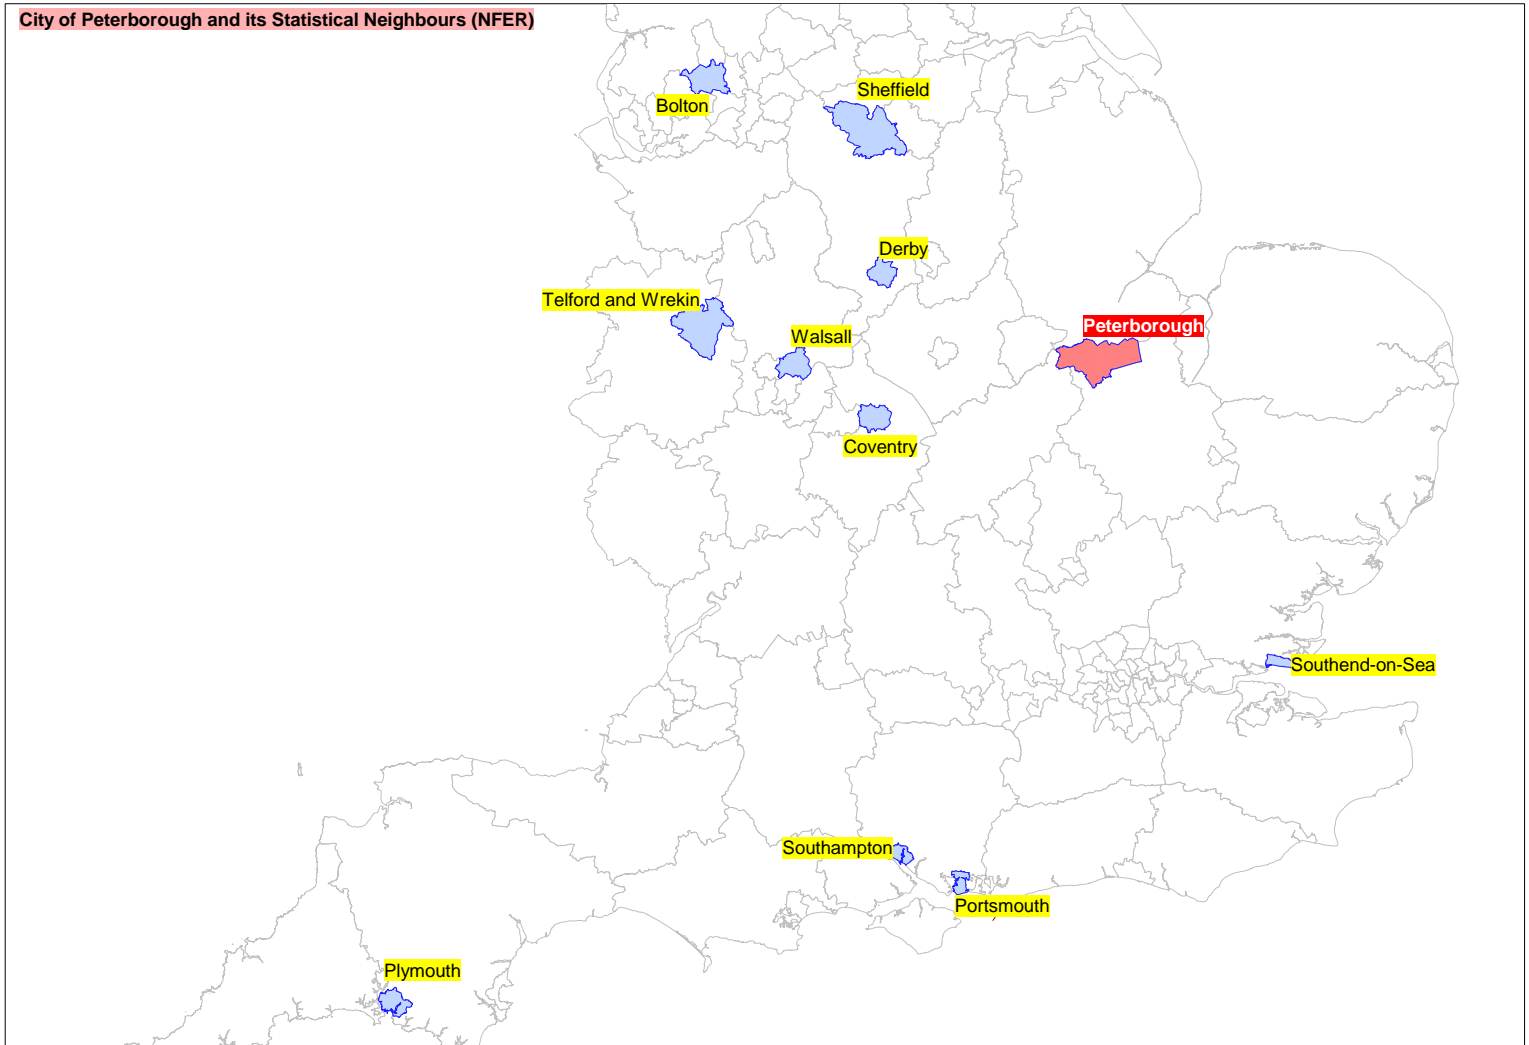 City of Peterborough and its Statistical Neighbours (NFER)
Sheffield
Bolton
Derby
Telford and Wrekin
Peterborough
Walsall
Coventry
Southend-on-Sea
Southampton
Portsmouth
Plymouth